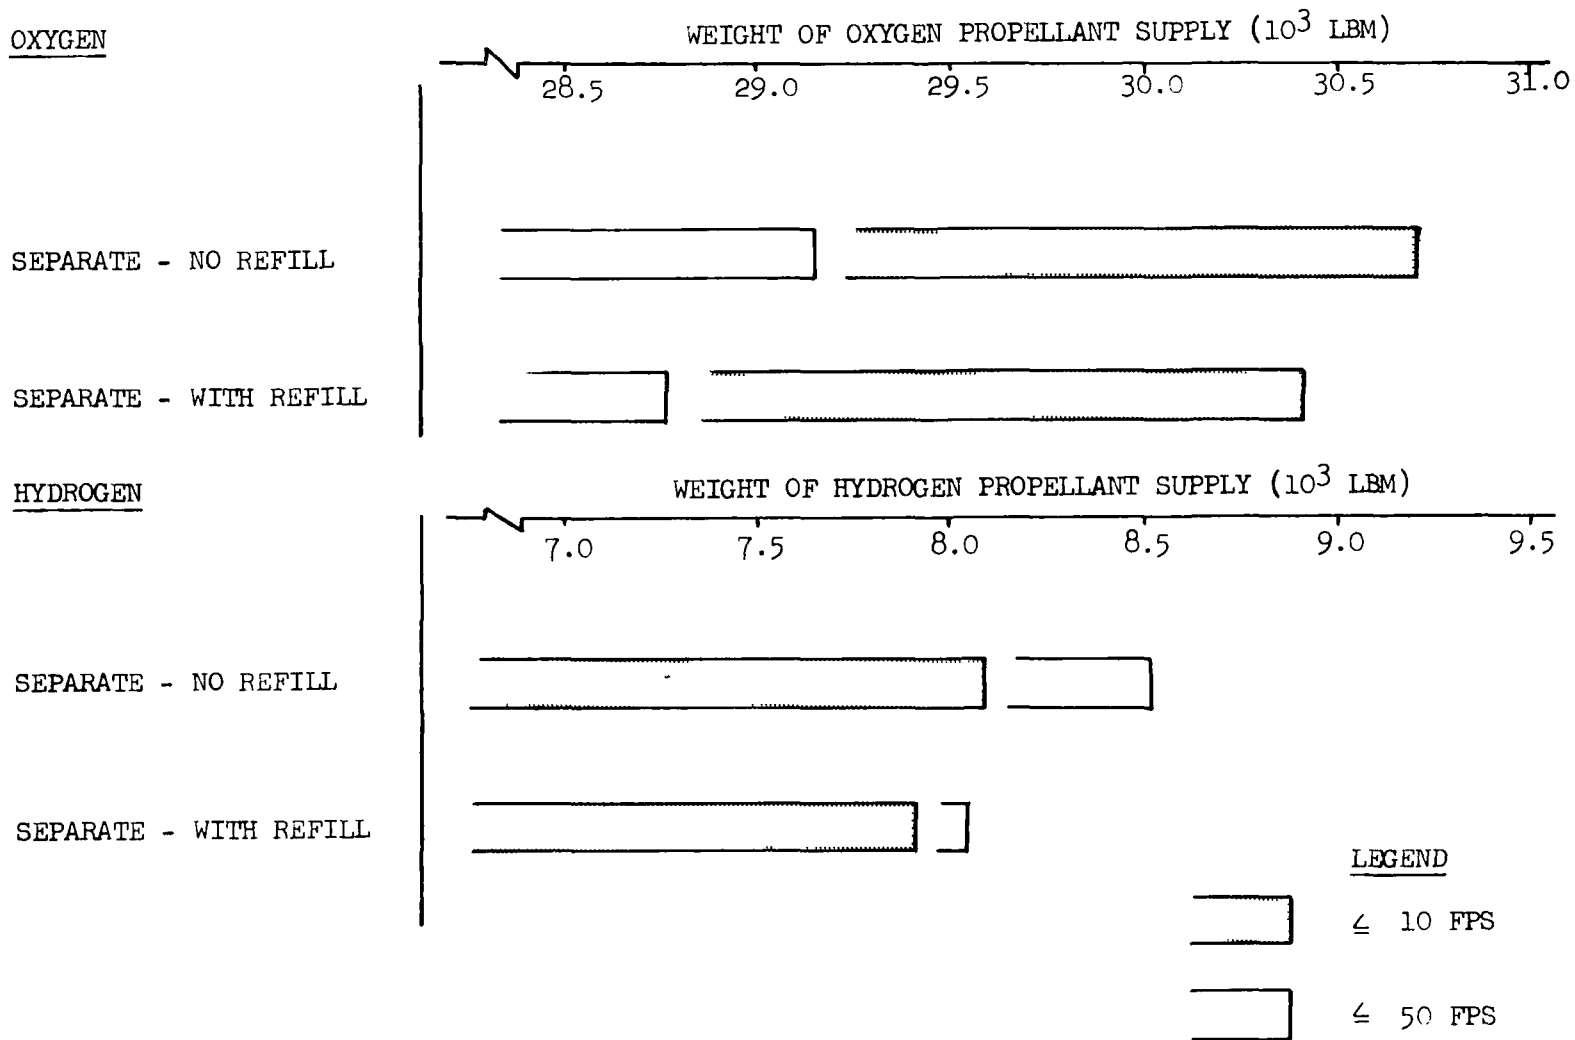 OXYGEN
WEIGHT OF OXYGEN PROPELLANT SUPPLY (10³ LBM)
28.5 29.0 29.5 30.0 30.5 31.0
SEPARATE - NO REFILL
SEPARATE - WITH REFILL
HYDROGEN
WEIGHT OF HYDROGEN PROPELLANT SUPPLY (10³ LBM)
7.0 7.5 8.0 8.5 9.0 9.5
SEPARATE - NO REFILL
SEPARATE - WITH REFILL
LEGEND
≤ 10 FPS
≤ 50 FPS